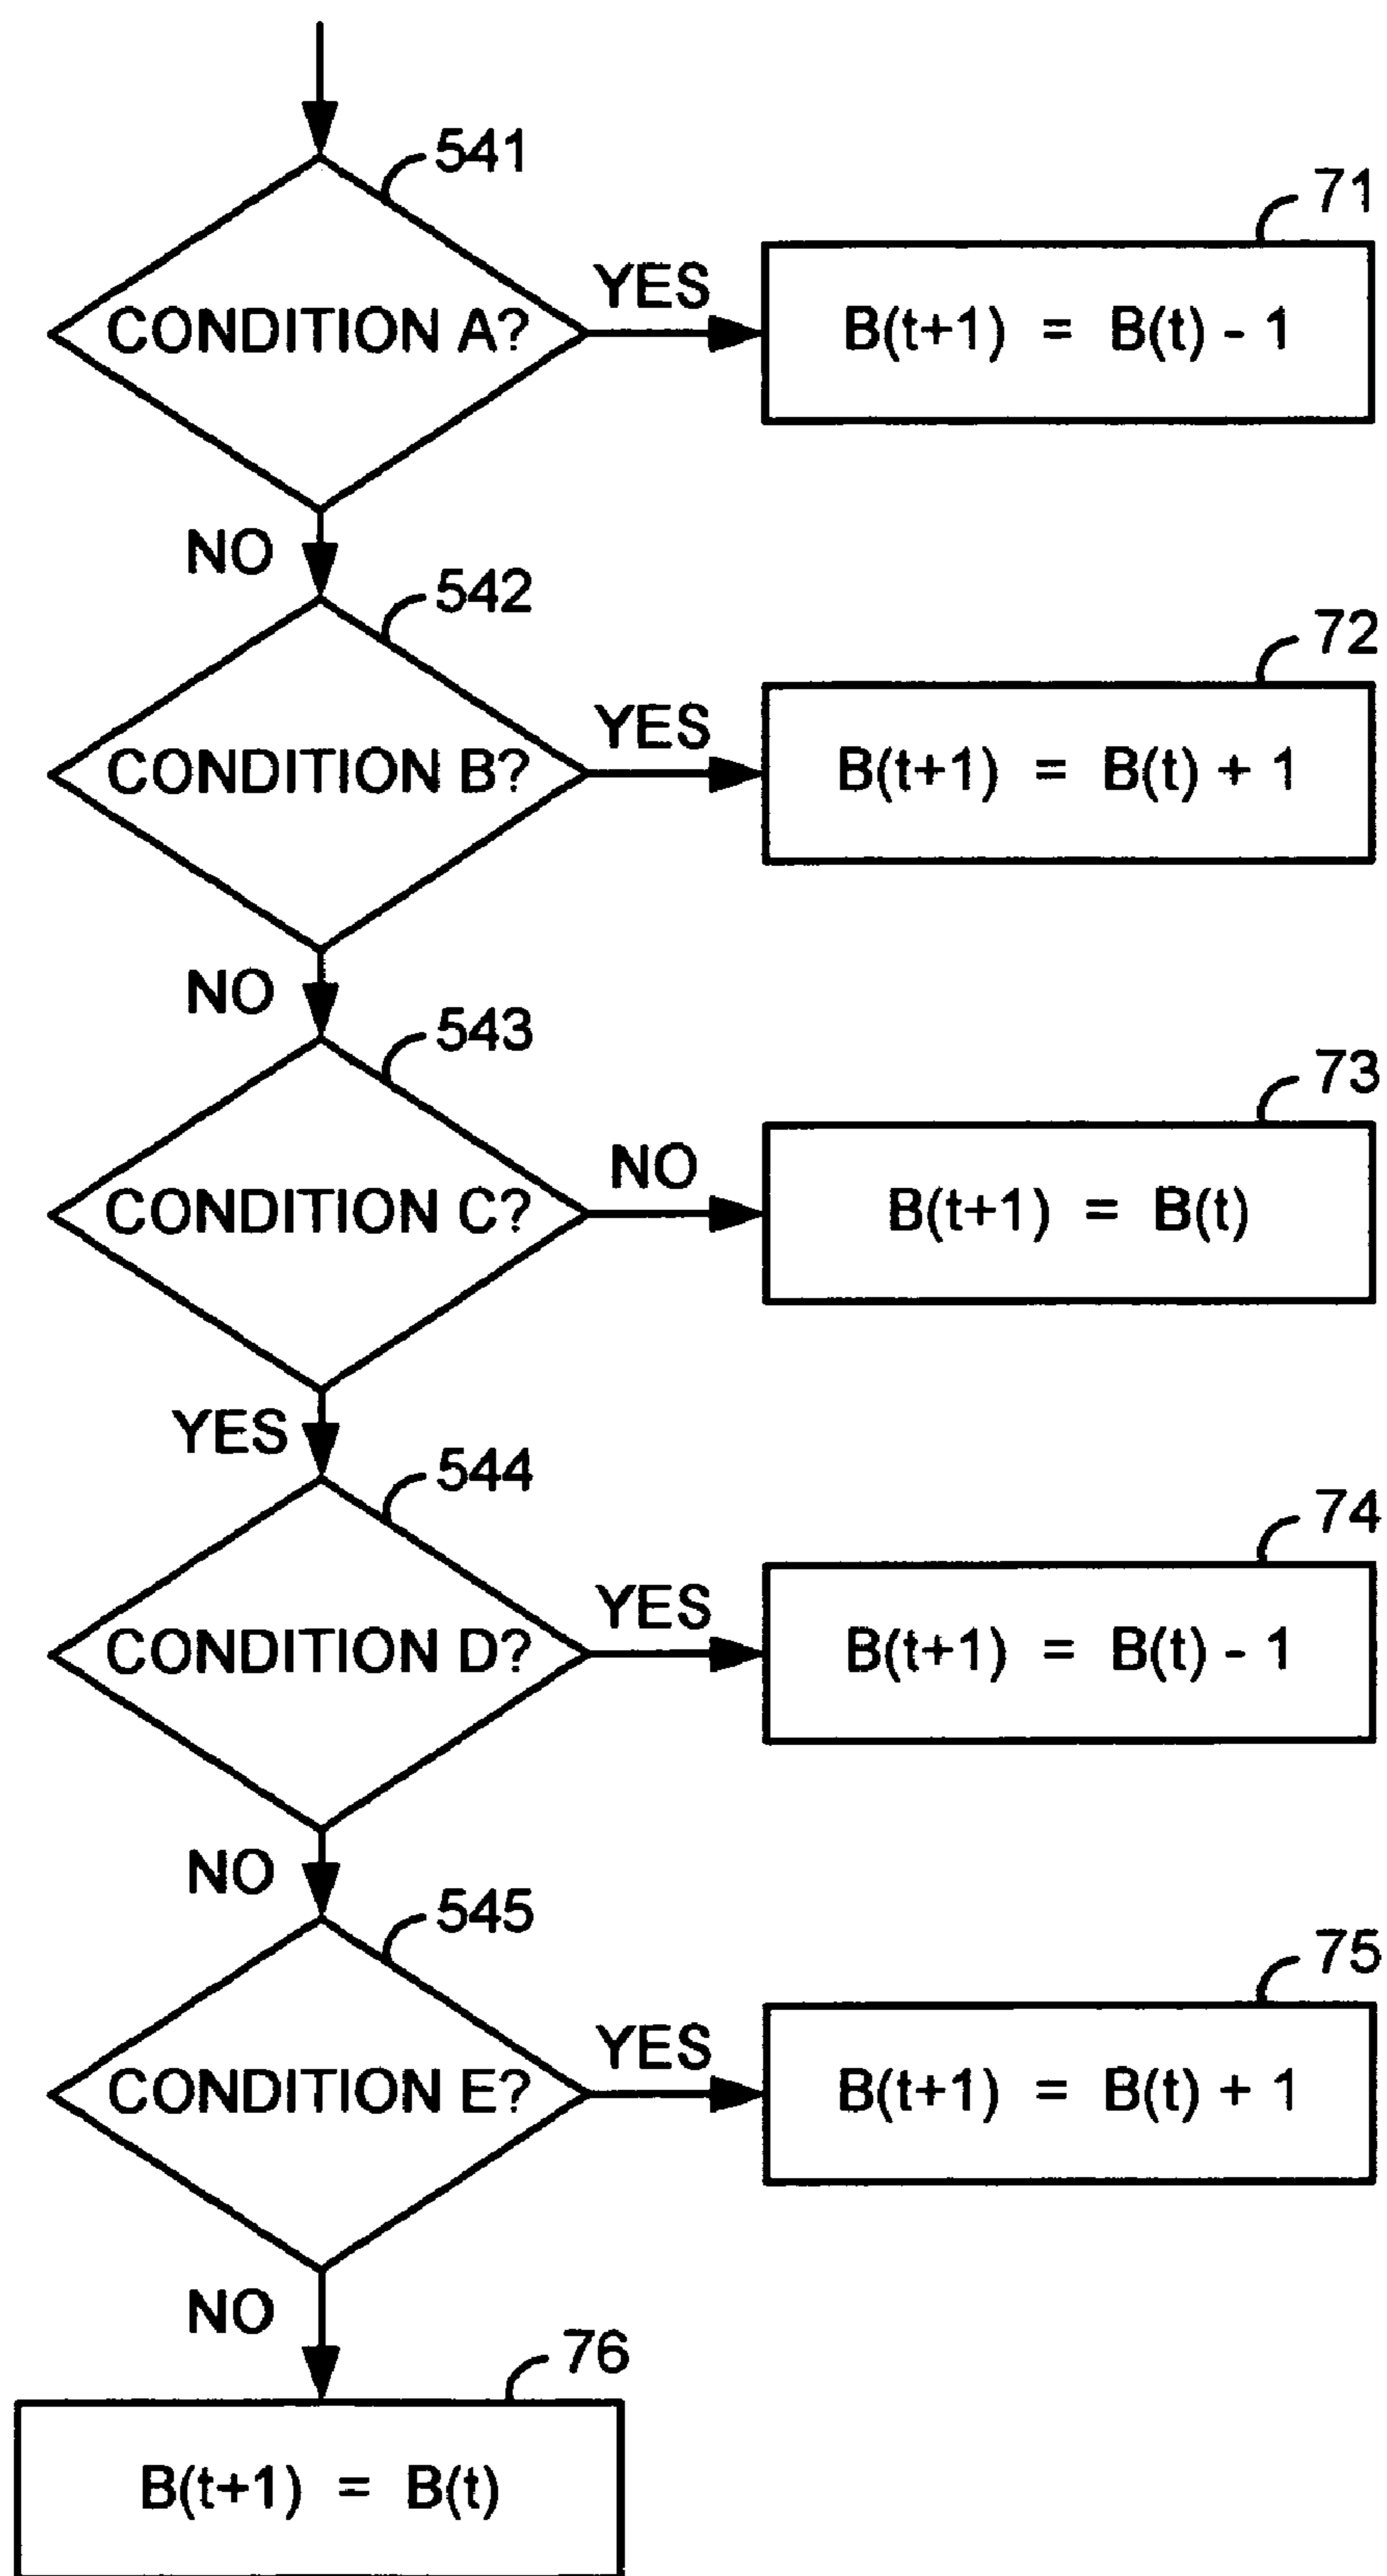 541
71
CONDITION A?
YES
B(t+1) = B(t) - 1
NO
542
72
CONDITION B?
YES
B(t+1) = B(t) + 1
NO
543
73
CONDITION C?
NO
B(t+1) = B(t)
YES
544
74
CONDITION D?
YES
B(t+1) = B(t) - 1
NO
545
75
CONDITION E?
YES
B(t+1) = B(t) + 1
NO
76
B(t+1) = B(t)